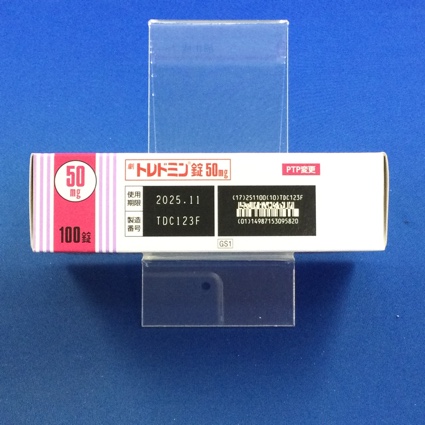 50
mg
100錠
劇 トレドミン®錠50mg
PTP変更
使用
期限
2025.11
製造
番号
TDC123F
(17)251100(10)TDC123F
(01)14987153095820
GS1